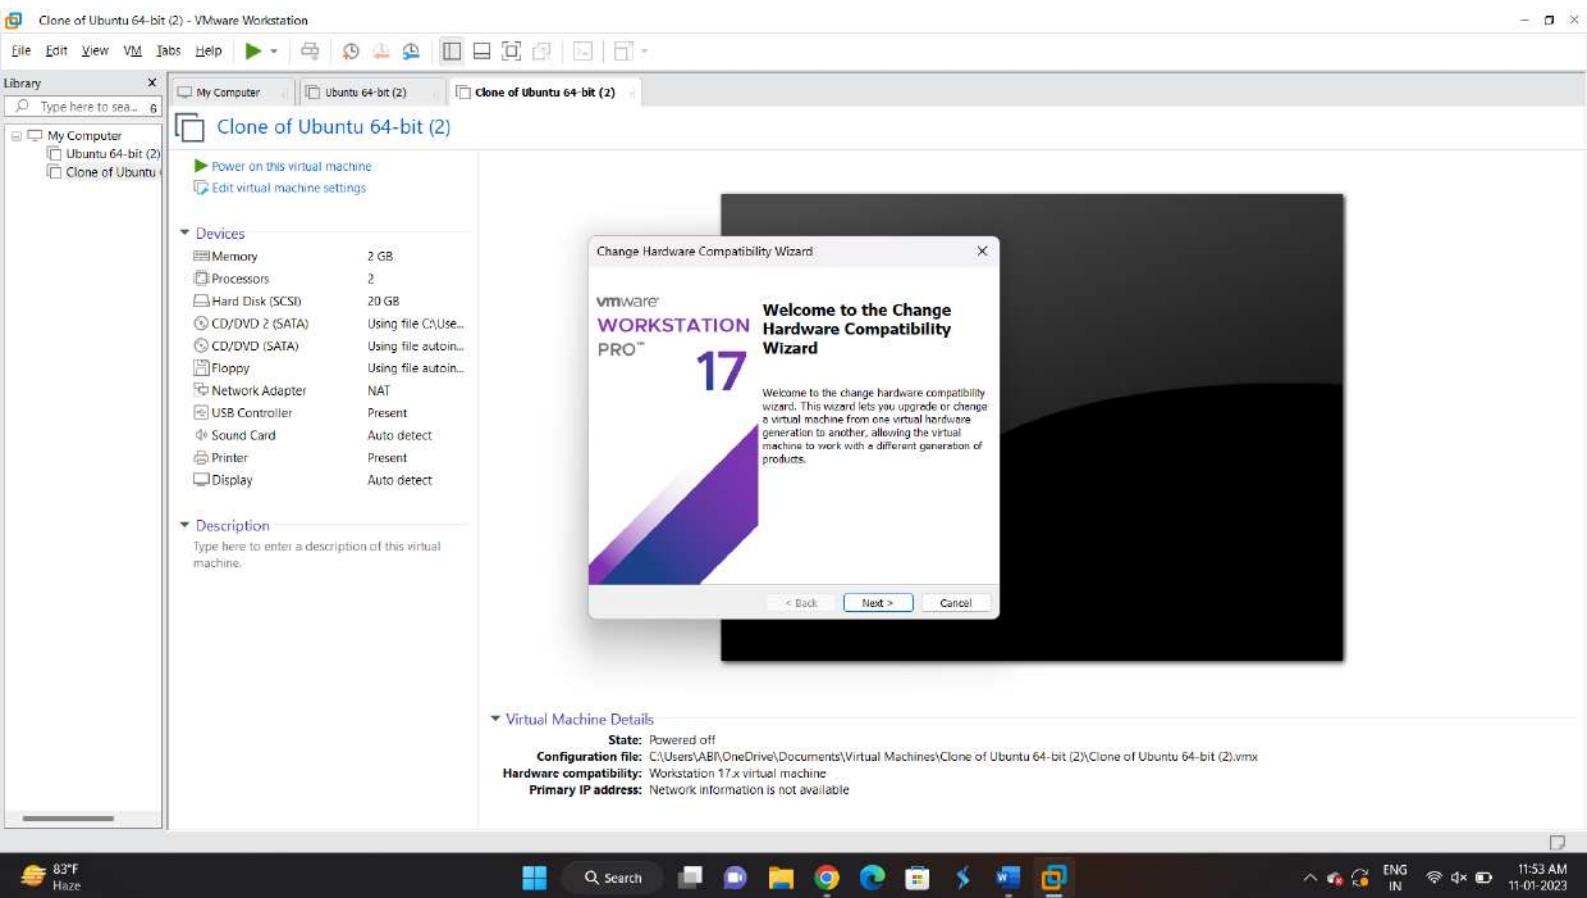 Clone of Ubuntu 64-bit (2) - VMware Workstation
File Edit View VM Tabs Help
Library X
Type here to sea... 6
My Computer
Ubuntu 64-bit (2)
Clone of Ubuntu
My Computer
Ubuntu 64-bit (2)
Clone of Ubuntu 64-bit (2)
Clone of Ubuntu 64-bit (2)
Power on this virtual machine
Edit virtual machine settings
Devices
Memory 2 GB
Processors 2
Hard Disk (SCSI) 20 GB
CD/DVD 2 (SATA) Using file C:\Use...
CD/DVD (SATA) Using file autoin...
Floppy Using file autoin...
Network Adapter NAT
USB Controller Present
Sound Card Auto detect
Printer Present
Display Auto detect
Description
Type here to enter a description of this virtual
machine.
Change Hardware Compatibility Wizard
vmware
WORKSTATION
PRO™
17
Welcome to the Change
Hardware Compatibility
Wizard
Welcome to the change hardware compatibility
wizard. This wizard lets you upgrade or change
a virtual machine from one virtual hardware
generation to another, allowing the virtual
machine to work with a different generation of
products.
< Back Next > Cancel
Virtual Machine Details
State: Powered off
Configuration file: C:\Users\ABI\OneDrive\Documents\Virtual Machines\Clone of Ubuntu 64-bit (2)\Clone of Ubuntu 64-bit (2).vmx
Hardware compatibility: Workstation 17.x virtual machine
Primary IP address: Network information is not available
83°F
Haze
Search
ENG
IN
11:53 AM
11-01-2023